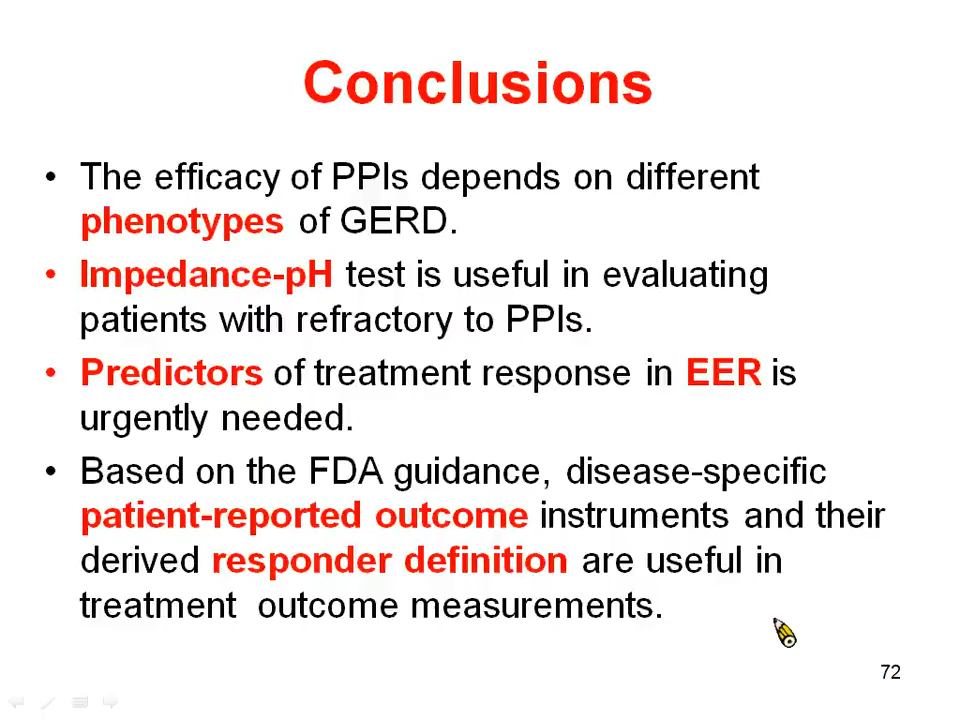 Conclusions
• The efficacy of PPIs depends on different
phenotypes of GERD.
• Impedance-pH test is useful in evaluating
patients with refractory to PPIs.
• Predictors of treatment response in EER is
urgently needed.
• Based on the FDA guidance, disease-specific
patient-reported outcome instruments and their
derived responder definition are useful in
treatment  outcome measurements.
72